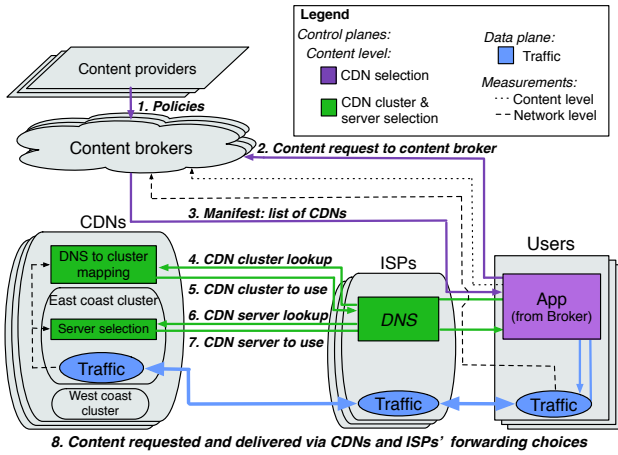 Legend
Control planes:
Content level:
CDN selection
CDN cluster &
server selection
Data plane:
Traffic
Measurements:
Content level
Network level
Content providers
1. Policies
Content brokers
2. Content request to content broker
3. Manifest: list of CDNs
CDNs
DNS to cluster
mapping
East coast cluster
Server selection
Traffic
West coast
cluster
4. CDN cluster lookup
5. CDN cluster to use
6. CDN server lookup
7. CDN server to use
ISPs
DNS
Traffic
Users
App
(from Broker)
Traffic
8. Content requested and delivered via CDNs and ISPs' forwarding choices